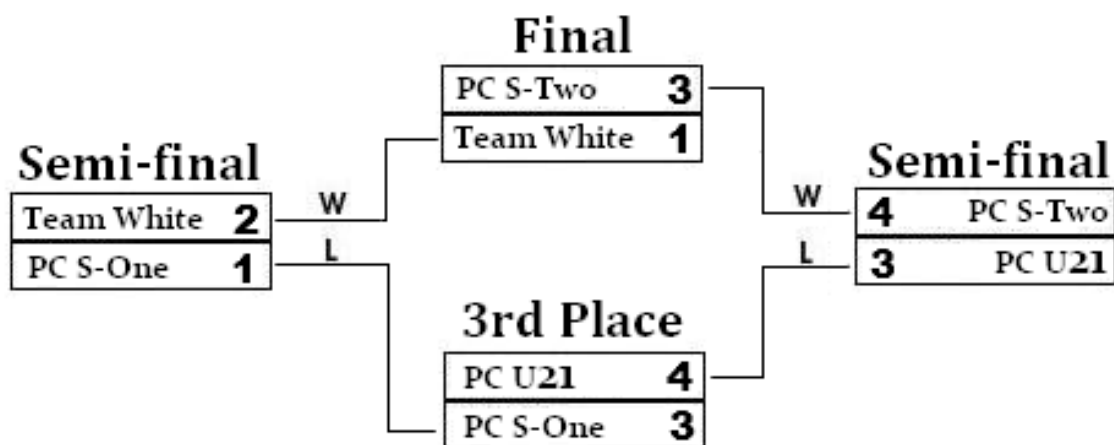 Final
PC S-Two 3
Team White 1
Semi-final
Team White 2
PC S-One 1
W
L
W
L
Semi-final
4 PC S-Two
3 PC U21
3rd Place
PC U21 4
PC S-One 3